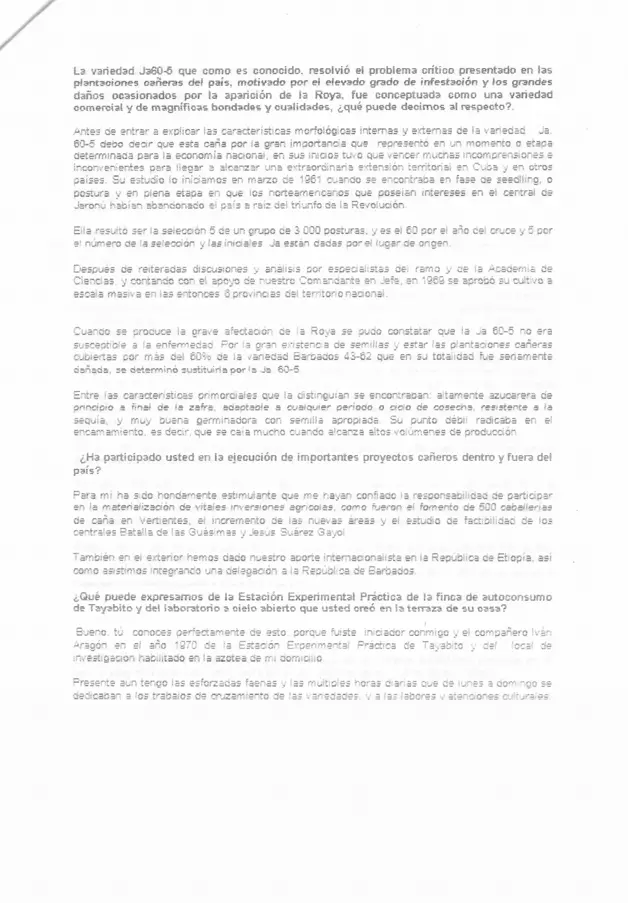 La variedad Ja60-5 que como es conocido, resolvió el problema crítico presentado en las
plantaciones cañeras del país, motivado por el elevado grado de infestación y los grandes
daños ocasionados por la aparición de la Roya, fue conceptuada como una variedad
comercial y de magníficas bondades y cualidades, ¿qué puede decirnos al respecto?.
Antes de entrar a explicar las características morfológicas internas y externas de la variedad Ja.
60-5 debo decir que esta caña por la gran importancia que representó en un momento o etapa
determinada para la economía nacional, en sus inicios tuvo que vencer muchas incomprensiones e
inconvenientes para llegar a alcanzar una extraordinaria extensión territorial en Cuba y en otros
países. Su estudio lo iniciamos en marzo de 1961 cuando se encontraba en fase de seedling, o
postura y en plena etapa en que los norteamericanos que poseían intereses en el central de
Jaronú habían abandonado el país a raíz del triunfo de la Revolución.
Ella resultó ser la selección 5 de un grupo de 3 000 posturas, y es el 60 por el año del cruce y 5 por
el número de la selección y las iniciales Ja están dadas por el lugar de origen.
Después de reiteradas discusiones y análisis por especialistas del ramo y de la Academia de
Ciencias y contando con el apoyo de nuestro Comandante en Jefe, en 1969 se aprobó su cultivo a
escala masiva en las entonces 6 provincias del territorio nacional.
Cuando se produce la grave afectación de la Roya se pudo constatar que la Ja 60-5 no era
susceptible a la enfermedad. Por la gran existencia de semillas y estar las plantaciones cañeras
cubiertas por más del 60% de la variedad Barbados 43-62 que en su totalidad fue seriamente
dañada, se determinó sustituirla por la Ja. 60-5
Entre las características primordiales que la distinguían se encontraban: altamente azucarera de
principio a final de la zafra, adaptable a cualquier período o ciclo de cosecha, resistente a la
sequía, y muy buena germinadora con semilla apropiada. Su punto débil radicaba en el
encamamiento, es decir, que se caía mucho cuando alcanza altos volúmenes de producción.
¿Ha participado usted en la ejecución de importantes proyectos cañeros dentro y fuera del
país?
Para mí ha sido hondamente estimulante que me hayan confiado la responsabilidad de participar
en la materialización de vitales inversiones agrícolas, como fueron el fomento de 500 caballerías
de caña en Vertientes, el incremento de las nuevas áreas y el estudio de factibilidad de los
centrales Batalla de las Guásimas y Jesús Suárez Gayol.
También en el exterior hemos dado nuestro aporte internacionalista en la República de Etiopía, así
como asistimos integrando una delegación a la República de Barbados.
¿Qué puede expresarnos de la Estación Experimental Práctica de la finca de autoconsumo
de Tayabito y del laboratorio a cielo abierto que usted creó en la terraza de su casa?
Bueno, tú conoces perfectamente de esto porque fuiste iniciador conmigo y el compañero Iván
Aragón en el año 1970 de la Estación Experimental Práctica de Tayabito y del local de
investigación habilitado en la azotea de mi domicilio.
Presente aún tengo las esforzadas faenas y las múltiples horas diarias que de lunes a domingo se
dedicaban a los trabajos de cruzamiento de las variedades, y a las labores y atenciones culturales